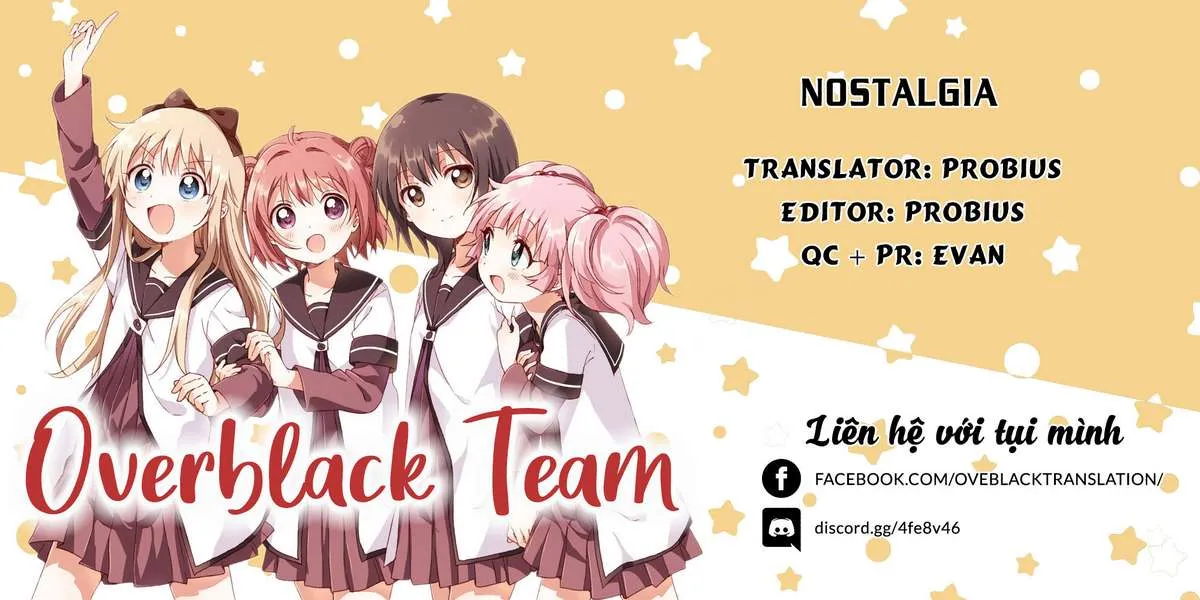 NOSTALGIA
TRANSLATOR: PROBIUS
EDITOR: PROBIUS
QC + PR: EVAN
Overblack Team
Liên hệ với tụi mình
FACEBOOK.COM/OVEBLACKTRANSLATION/
discord.gg/4fe8v46